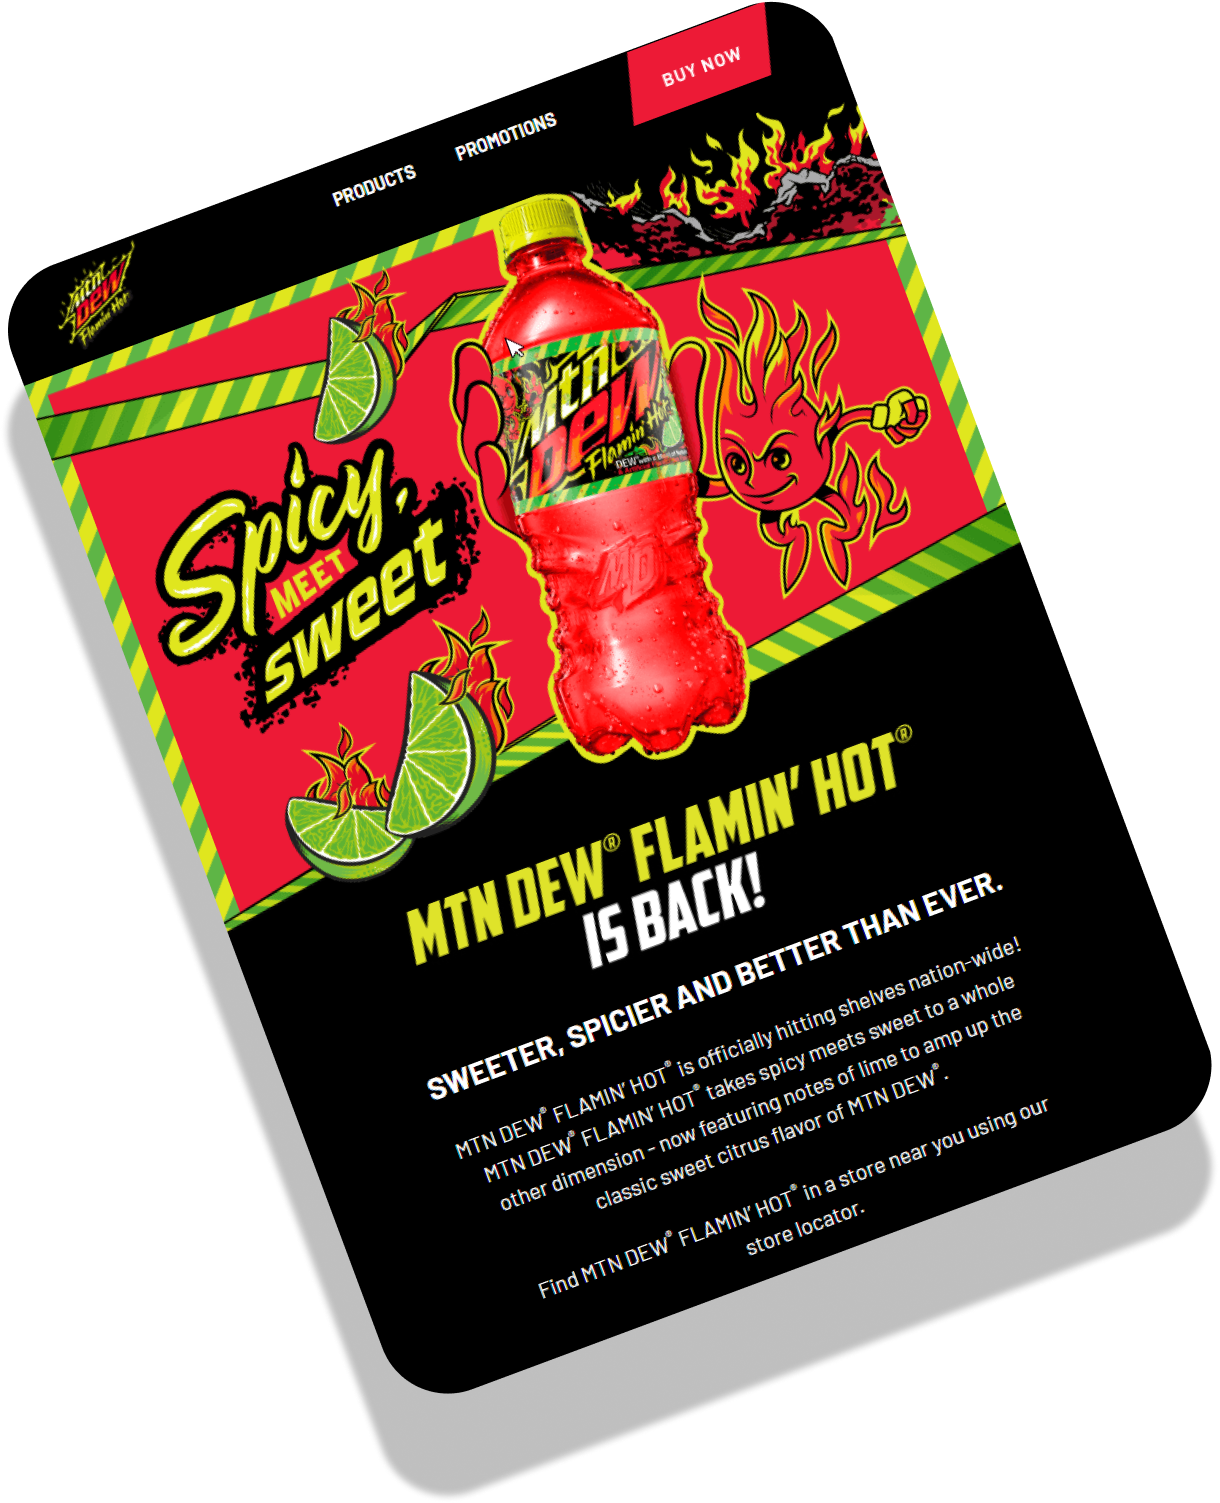 PRODUCTS
PROMOTIONS
BUY NOW
Mtn
DEW
Flamin' Hot
Mtn
DEW
Flamin' Hot
MD
Spicy,
MEET
sweet
MTN DEW® FLAMIN' HOT®
IS BACK!
SWEETER, SPICIER AND BETTER THAN EVER.
MTN DEW® FLAMIN' HOT® is officially hitting shelves nation-wide!
MTN DEW® FLAMIN' HOT® takes spicy meets sweet to a whole
other dimension - now featuring notes of lime to amp up the
classic sweet citrus flavor of MTN DEW®.
Find MTN DEW® FLAMIN' HOT® in a store near you using our
store locator.